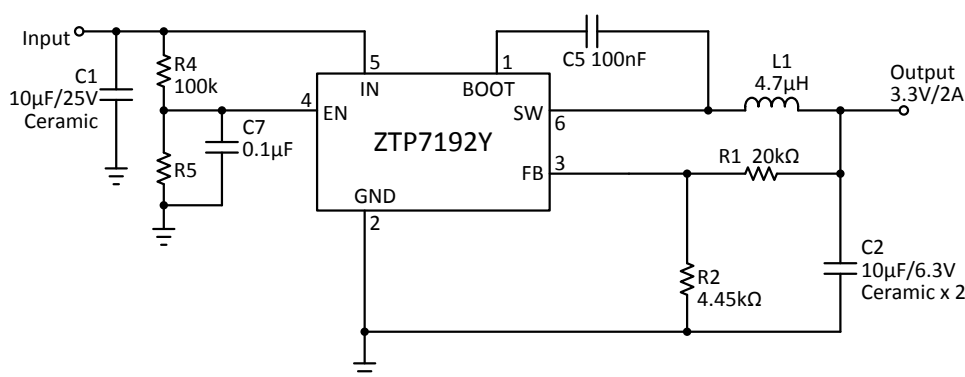 Input
C1
10μF/25V
Ceramic
R4
100k
R5
C7
0.1μF
4
EN
5
IN
1
BOOT
C5 100nF
ZTP7192Y
SW
6
FB
3
GND
2
L1
4.7μH
Output
3.3V/2A
R1 20kΩ
R2
4.45kΩ
C2
10μF/6.3V
Ceramic x 2